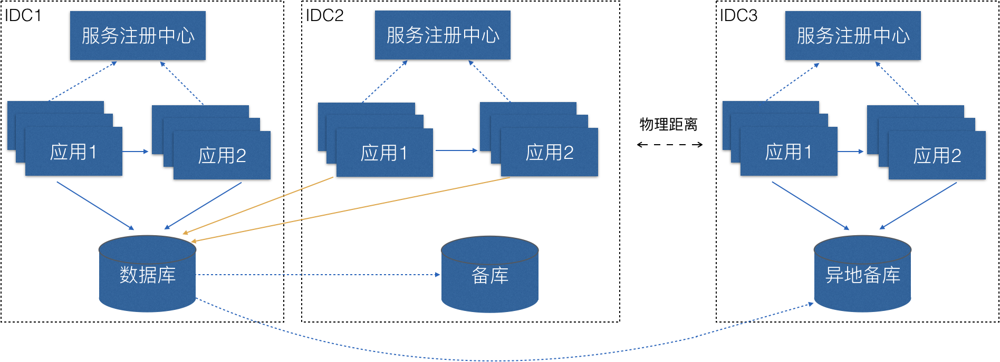 IDC1
服务注册中心
应用1
应用2
数据库
IDC2
服务注册中心
应用1
应用2
备库
物理距离
IDC3
服务注册中心
应用1
应用2
异地备库